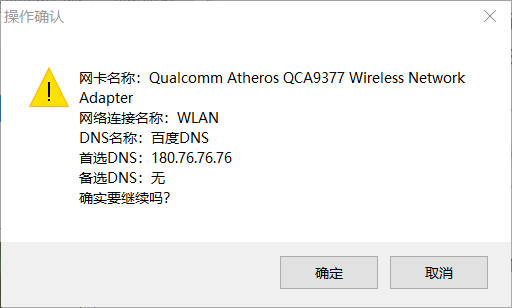 操作确认
网卡名称：Qualcomm Atheros QCA9377 Wireless Network
Adapter
网络连接名称：WLAN
DNS名称：百度DNS
首选DNS：180.76.76.76
备选DNS：无
确实要继续吗?
确定
取消